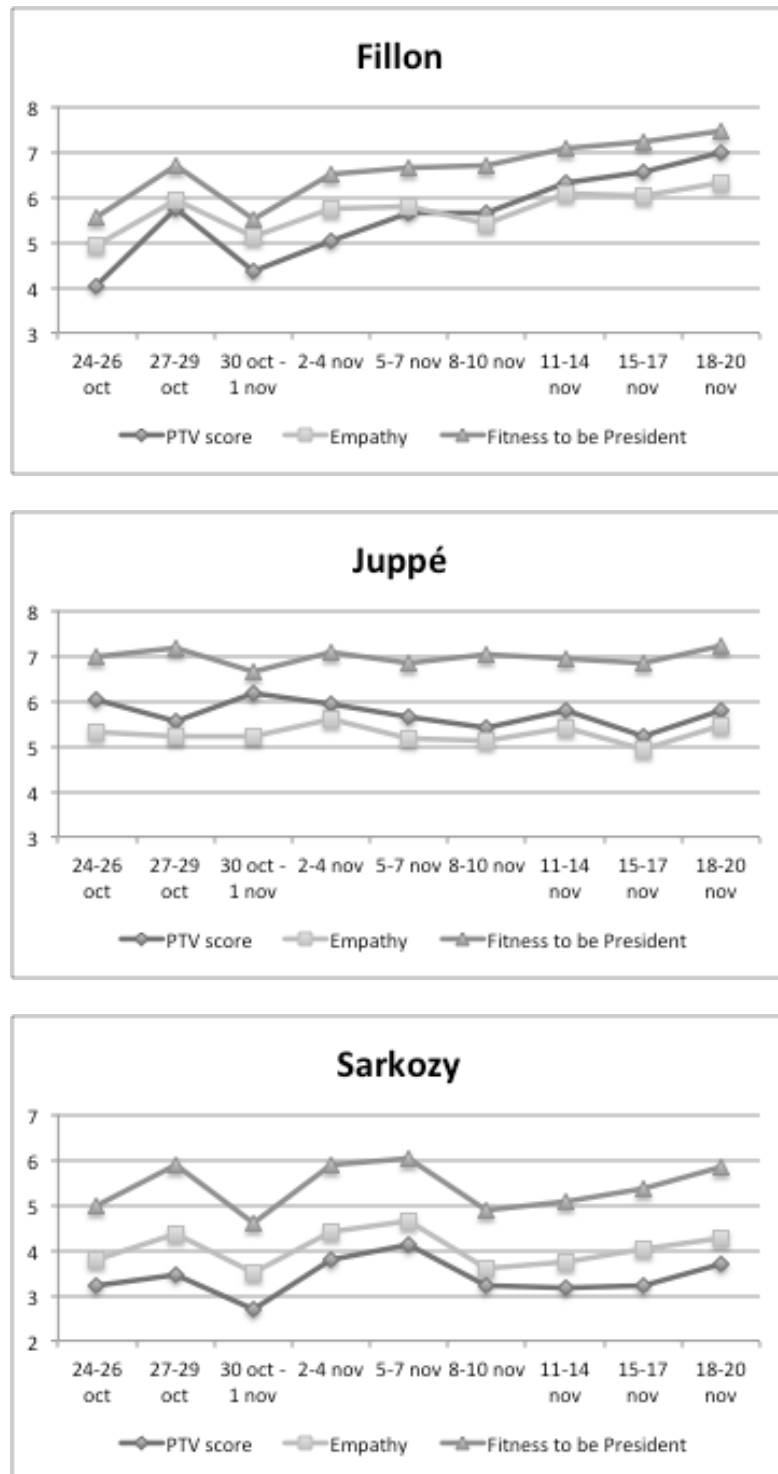 Fillon
8
7
6
5
4
3
24-26 27-29 30 oct - 2-4 nov 5-7 nov 8-10 nov 11-14 15-17 18-20
oct oct 1 nov nov nov nov
PTV score Empathy Fitness to be President
Juppé
8
7
6
5
4
3
24-26 27-29 30 oct - 2-4 nov 5-7 nov 8-10 nov 11-14 15-17 18-20
oct oct 1 nov nov nov nov
PTV score Empathy Fitness to be President
Sarkozy
7
6
5
4
3
2
24-26 27-29 30 oct - 2-4 nov 5-7 nov 8-10 nov 11-14 15-17 18-20
oct oct 1 nov nov nov nov
PTV score Empathy Fitness to be President